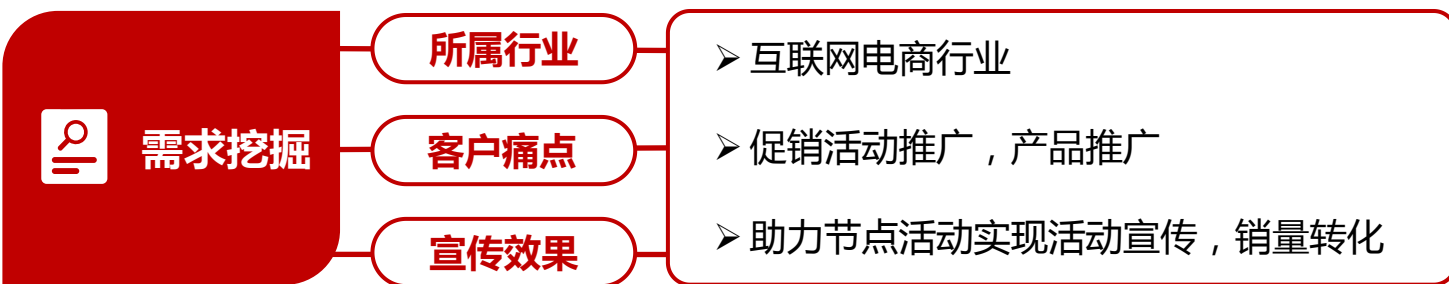 需求挖掘
所属行业
互联网电商行业
客户痛点
促销活动推广，产品推广
宣传效果
助力节点活动实现活动宣传，销量转化